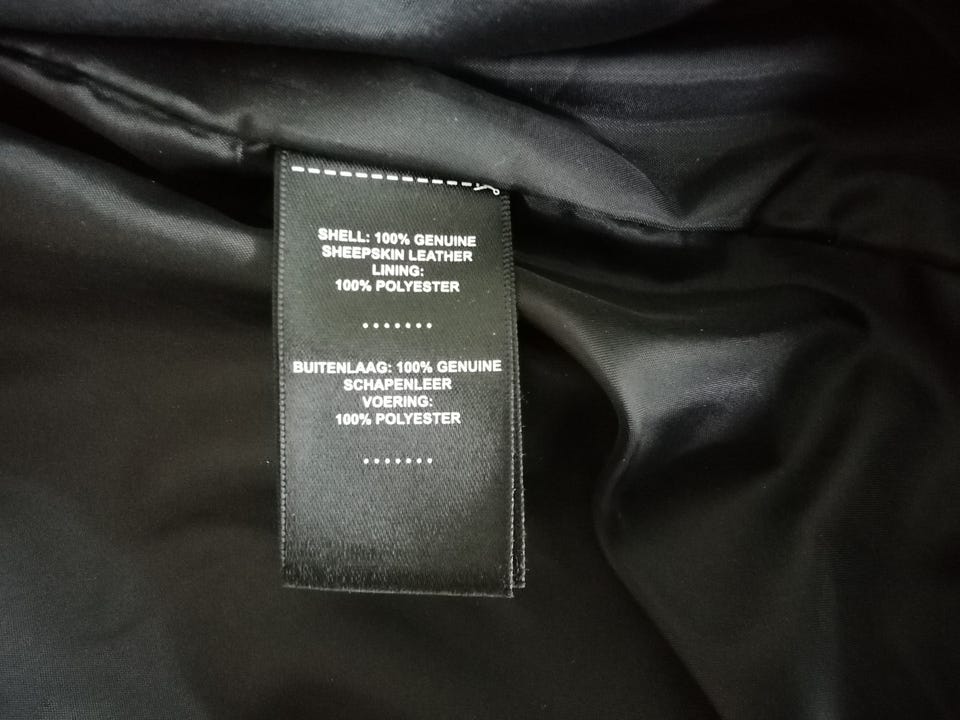 SHELL: 100% GENUINE
SHEEPSKIN LEATHER
LINING:
100% POLYESTER
.......
BUITENLAAG: 100% GENUINE
SCHAPENLEER
VOERING:
100% POLYESTER
.......